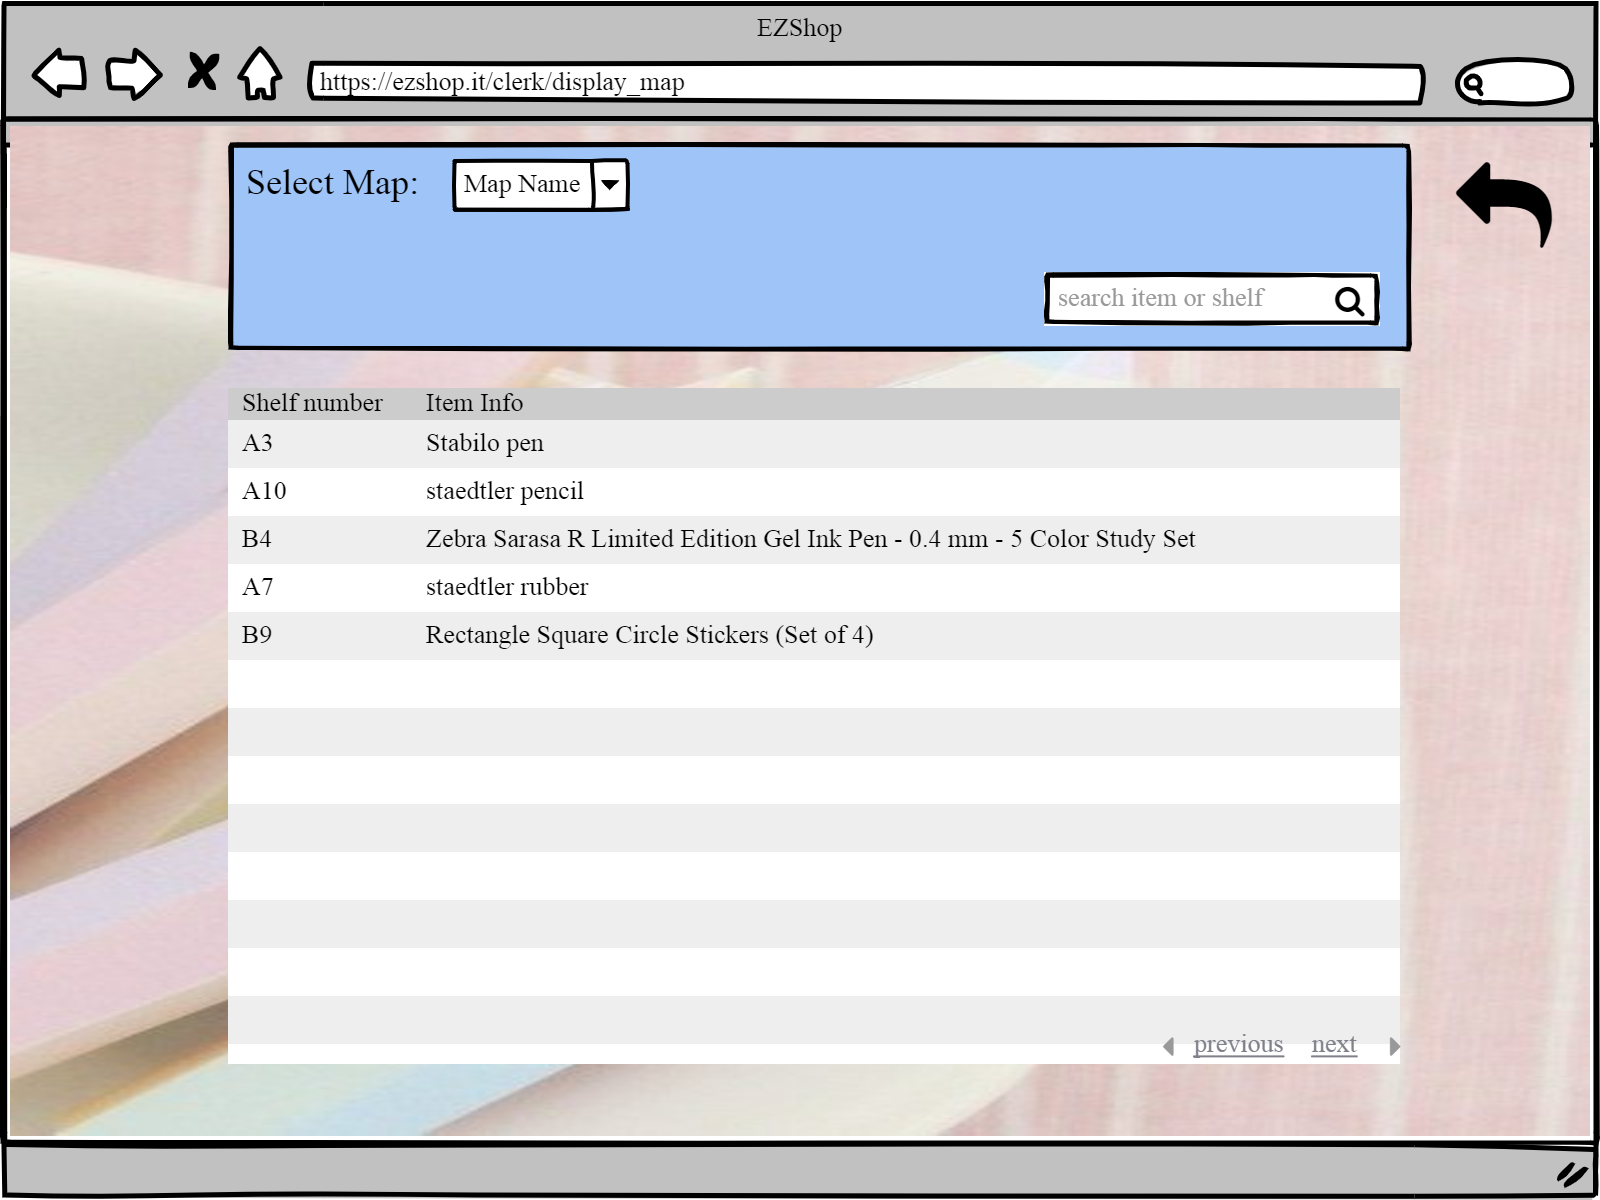 EZShop
https://ezshop.it/clerk/display_map
Select Map: Map Name
search item or shelf
Shelf number Item Info
A3 Stabilo pen
A10 staedtler pencil
B4 Zebra Sarasa R Limited Edition Gel Ink Pen - 0.4 mm - 5 Color Study Set
A7 staedtler rubber
B9 Rectangle Square Circle Stickers (Set of 4)
previous next